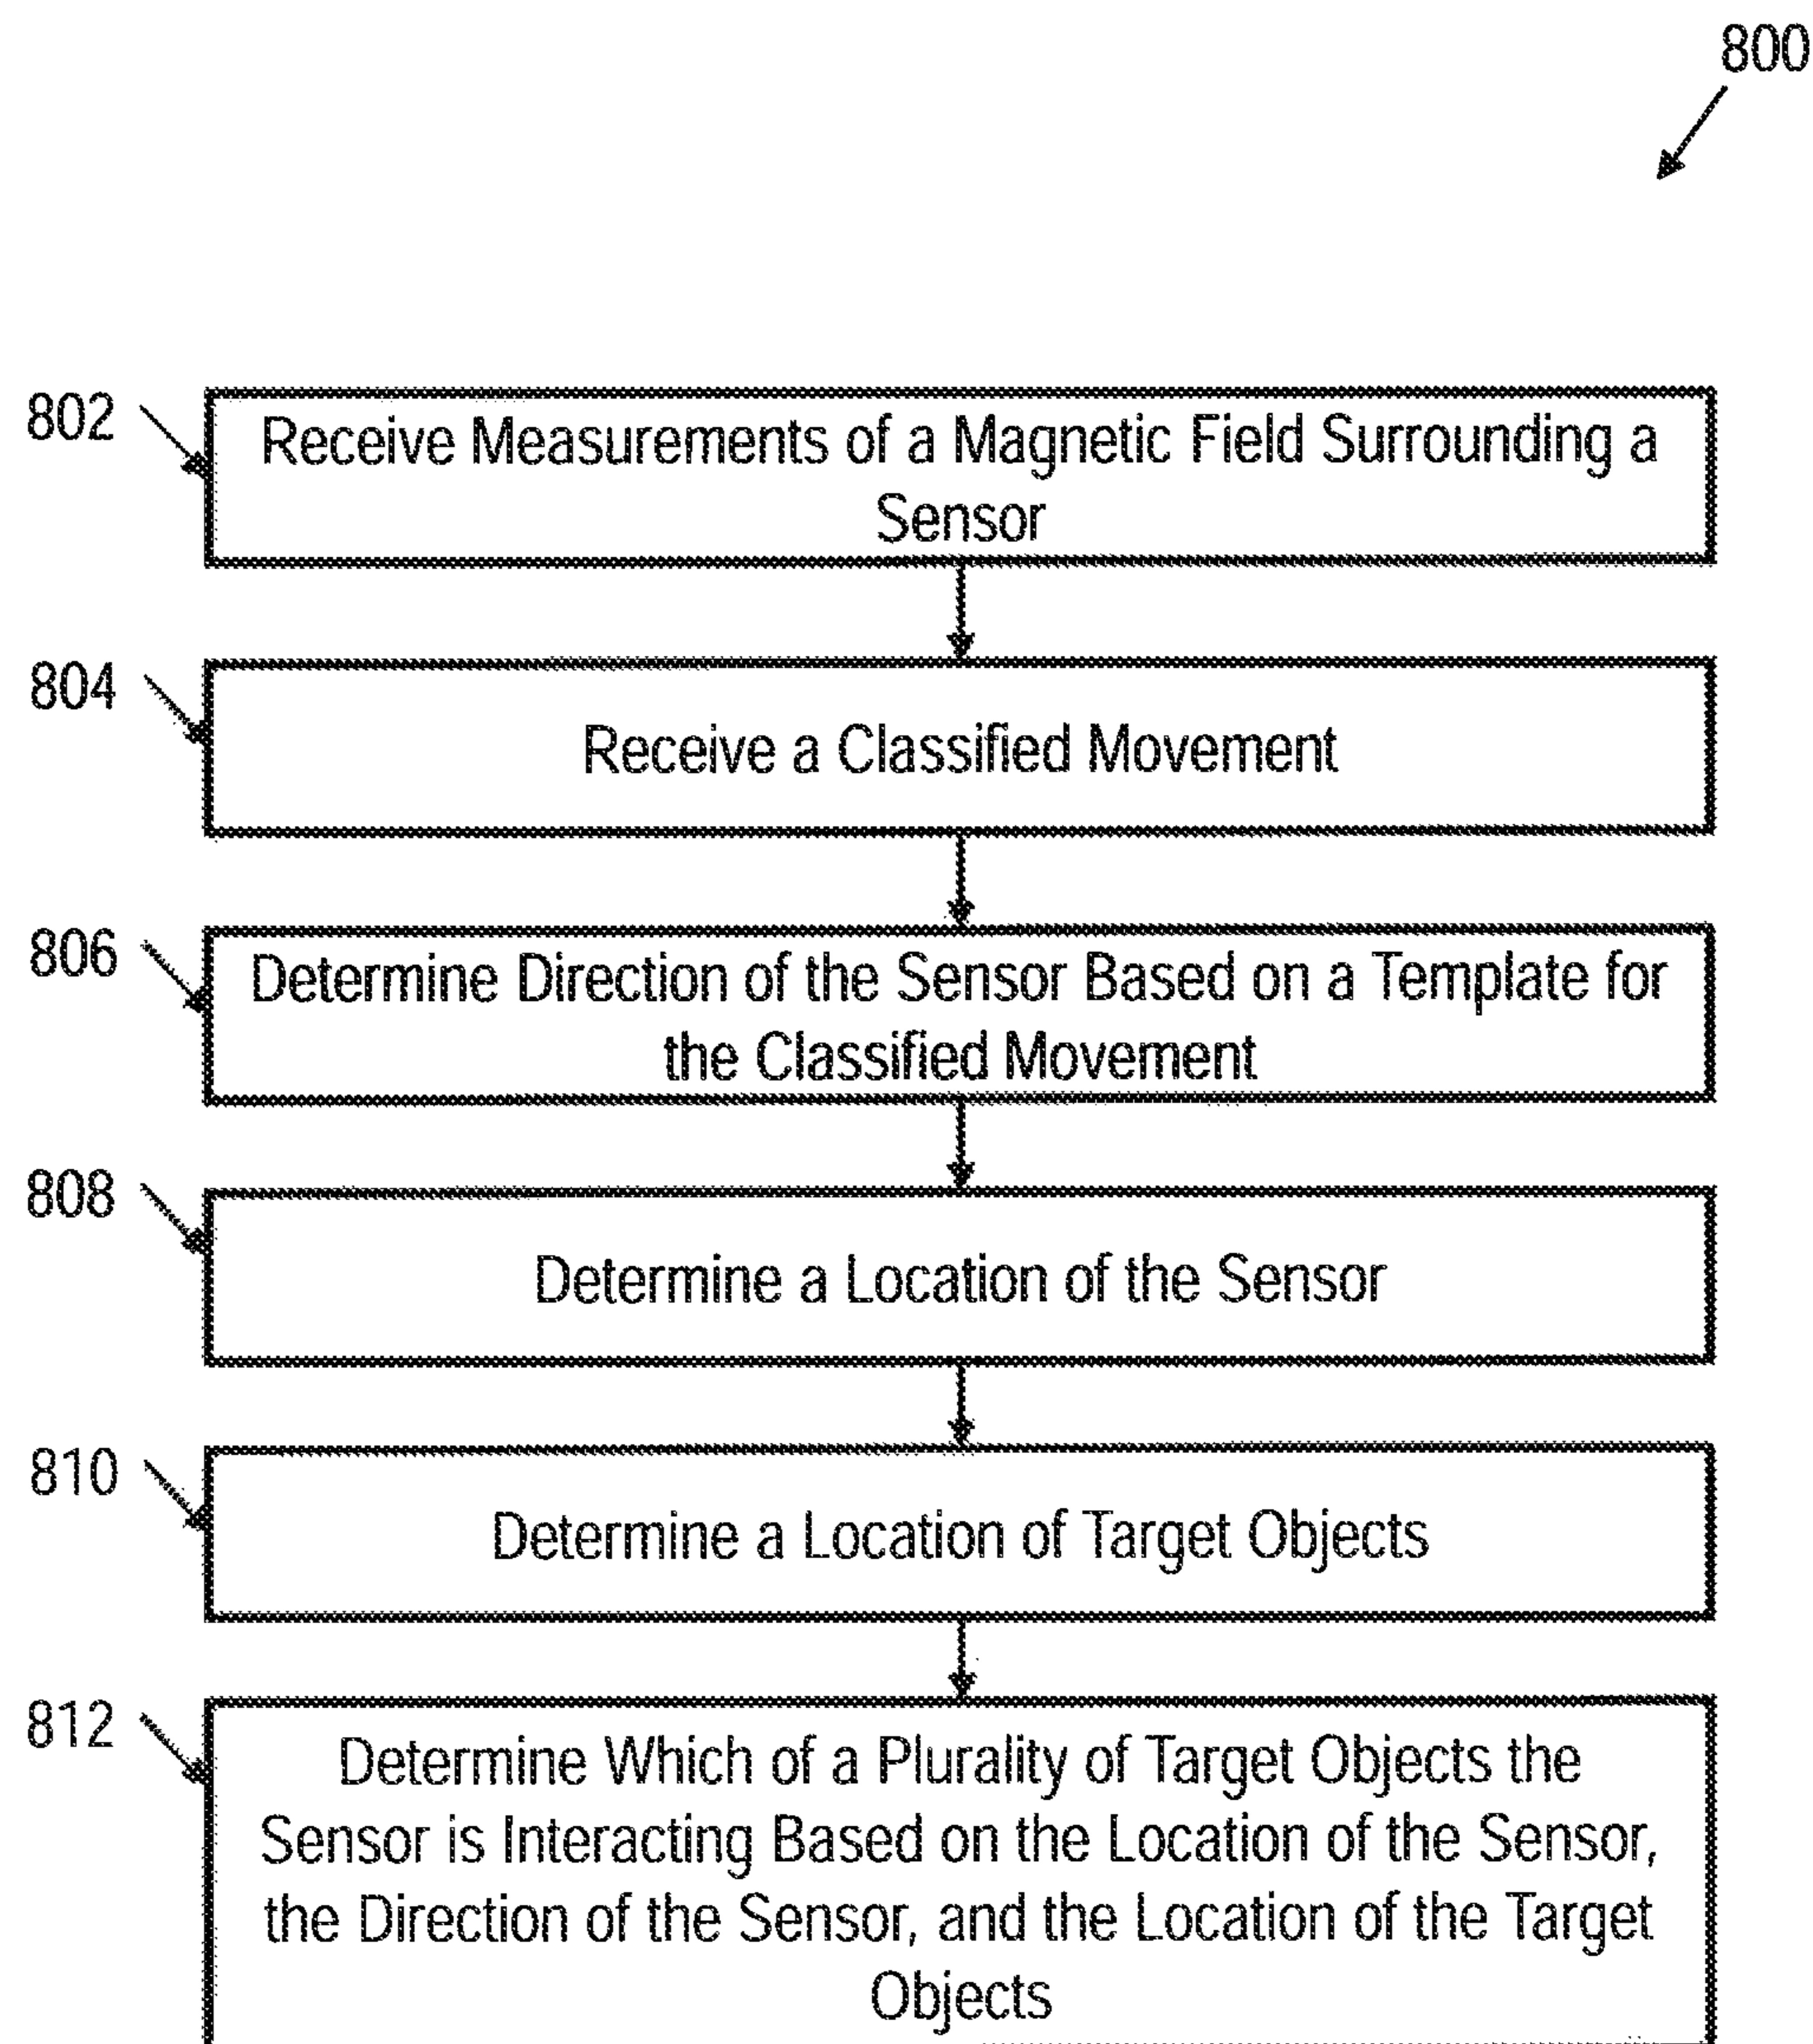 800
802
Receive Measurements of a Magnetic Field Surrounding a
Sensor
804
Receive a Classified Movement
806
Determine Direction of the Sensor Based on a Template for
the Classified Movement
808
Determine a Location of the Sensor
810
Determine a Location of Target Objects
812
Determine Which of a Plurality of Target Objects the
Sensor is Interacting Based on the Location of the Sensor,
the Direction of the Sensor, and the Location of the Target
Objects